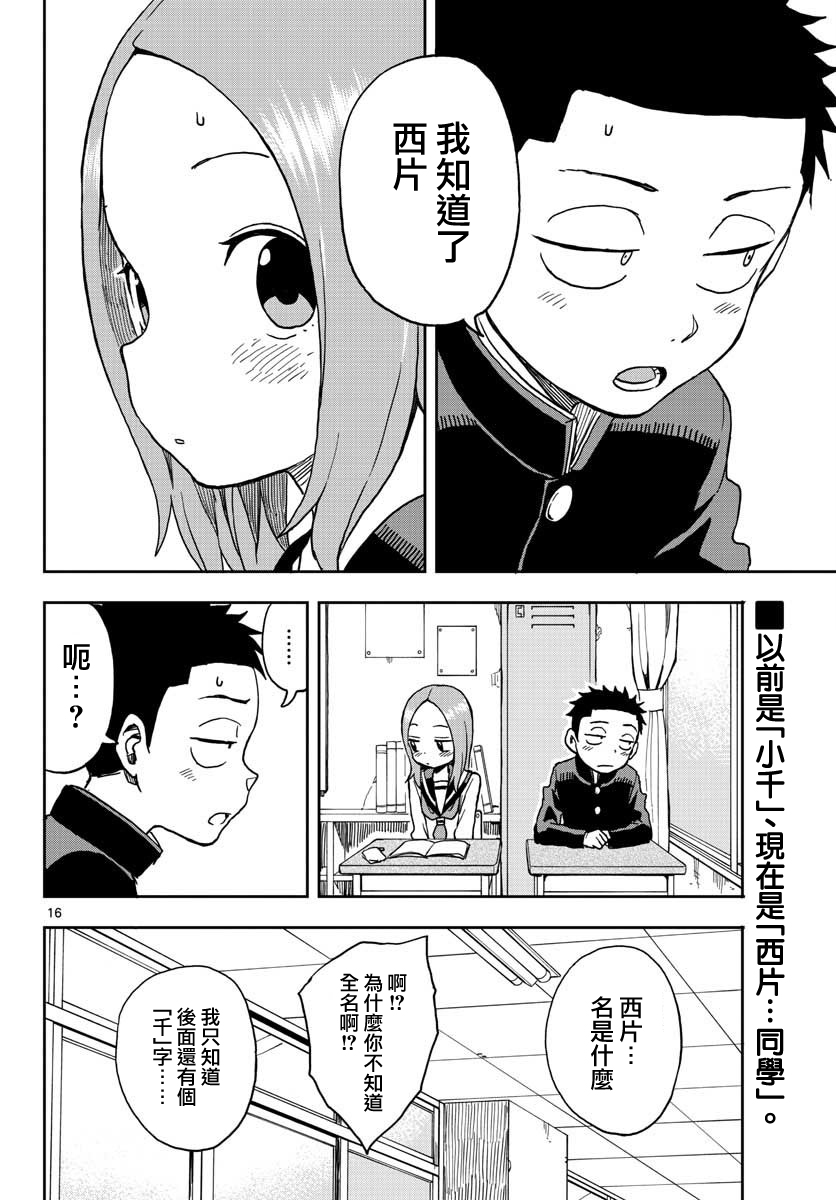 我知道了
西片
■以前是「小千」、現在是「西片…同學」。
……
呃…？
西片…
名是什麼
啊!?
為什麼你不知道
全名啊!?
我只知道
後面還有個
「千」字……
16